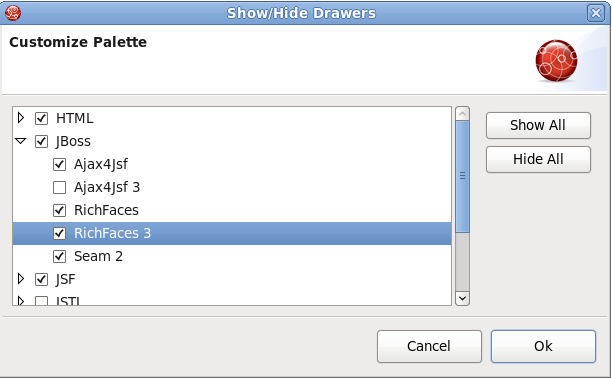 Show/Hide Drawers
Customize Palette
HTML
JBoss
Ajax4Jsf
Ajax4Jsf 3
RichFaces
RichFaces 3
Seam 2
JSF
JSTL
Show All
Hide All
Cancel
Ok